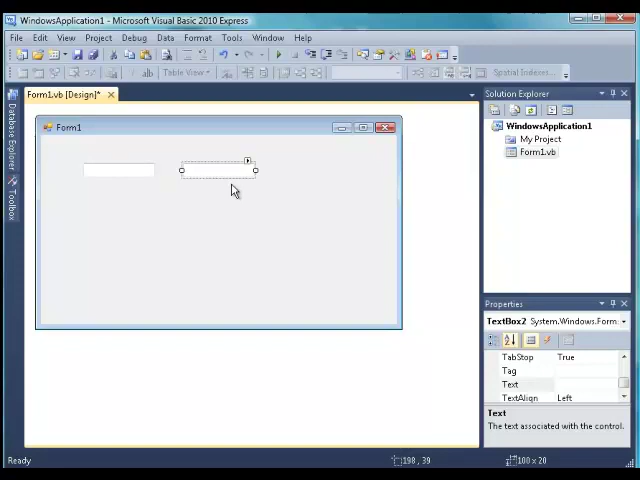 WindowsApplication1 - Microsoft Visual Basic 2010 Express
File Edit View Project Debug Data Format Tools Window Help
Table View
Spatial Indexes...
Form1.vb [Design]*
Solution Explorer
Database Explorer
Toolbox
WindowsApplication1
My Project
Form1.vb
Form1
Properties
TextBox2 System.Windows.Form
TabStop True
Tag
Text
TextAlign Left
Text
The text associated with the control.
Ready
198 , 39
100 x 20